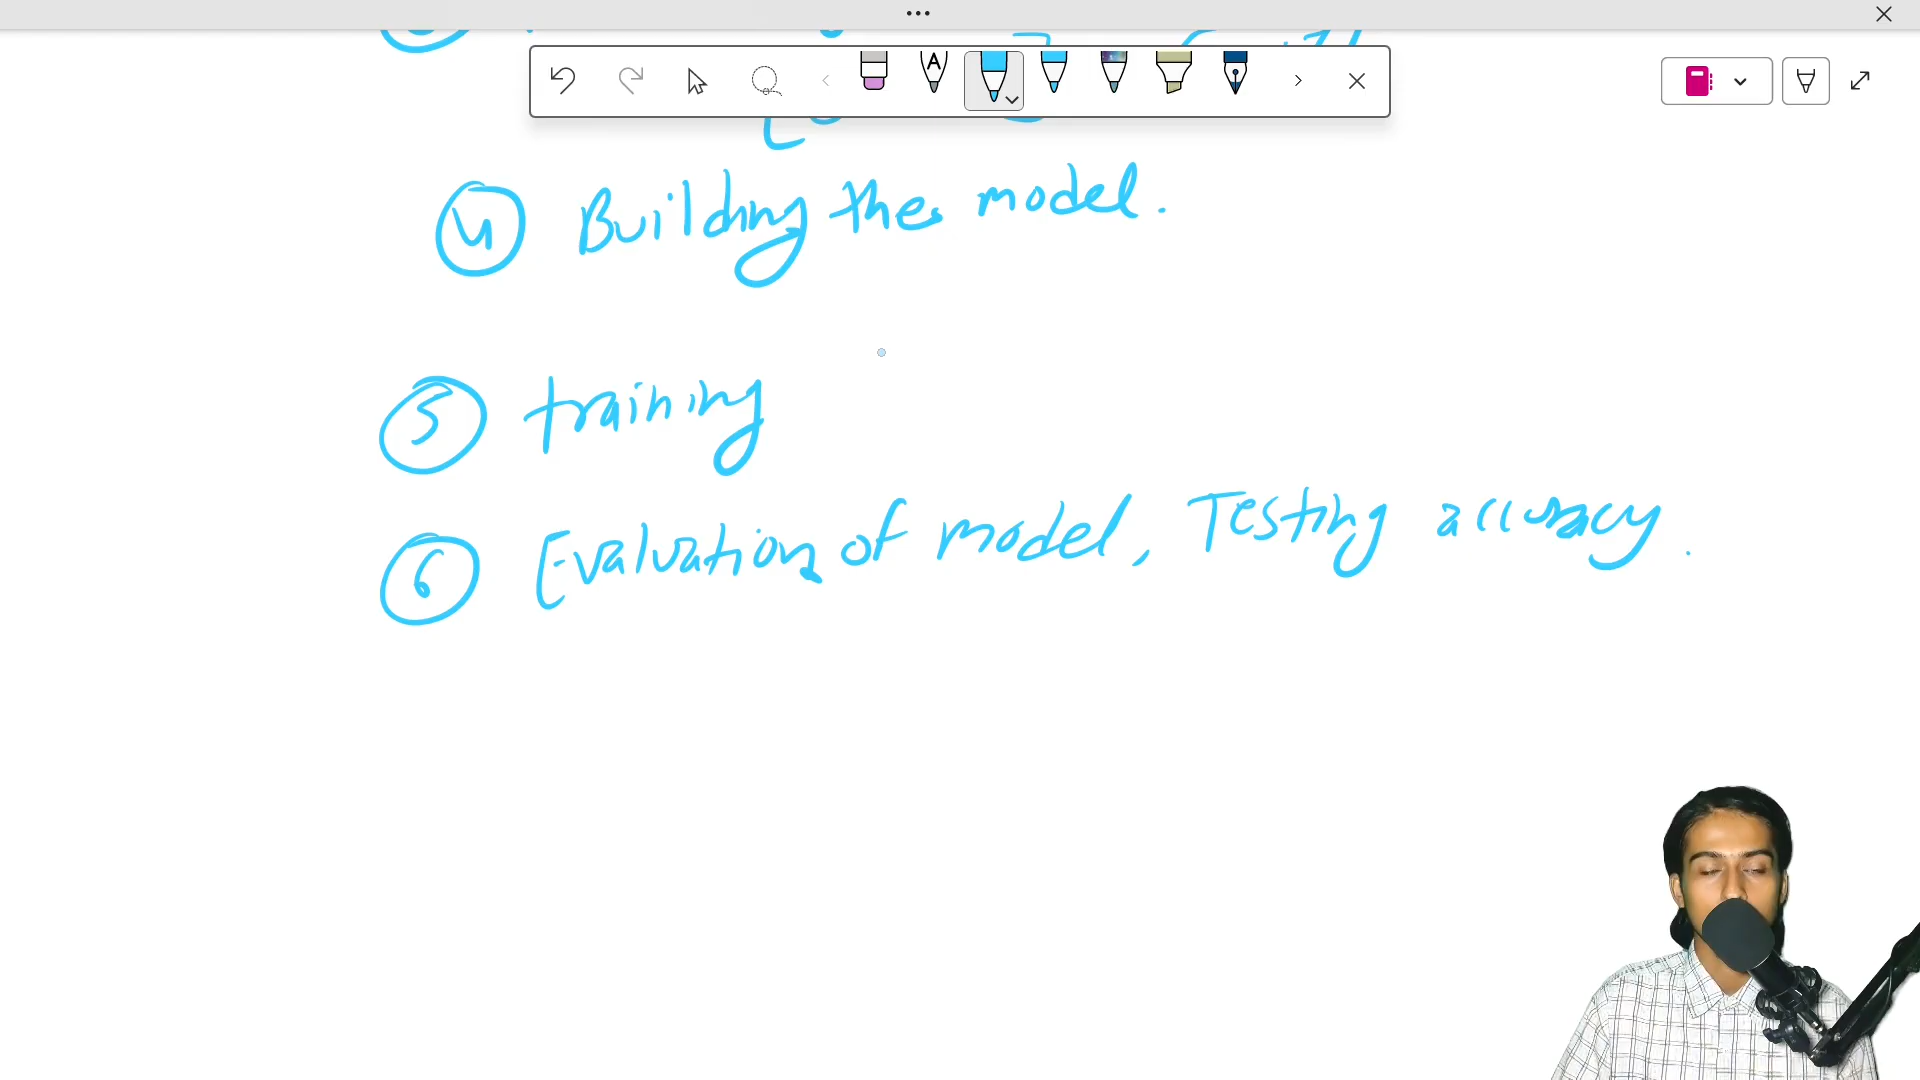 4 Building the model.
5 training
6 Evaluation of model, Testing accuracy.